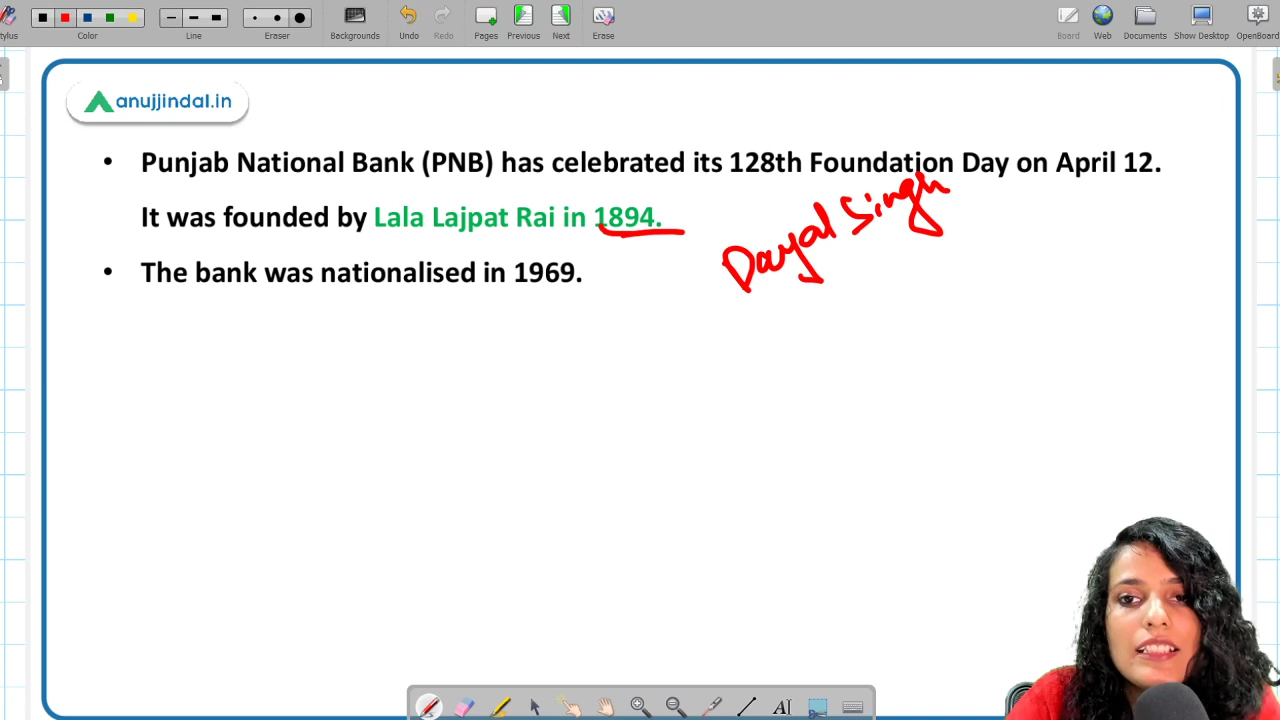 Stylus
Color
Line
Eraser
Backgrounds
Undo
Redo
Pages
Previous
Next
Erase
Board
Web
Documents
Show Desktop
OpenBoard
anujjindal.in
• Punjab National Bank (PNB) has celebrated its 128th Foundation Day on April 12.
It was founded by Lala Lajpat Rai in 1894.
Dayal Singh
• The bank was nationalised in 1969.